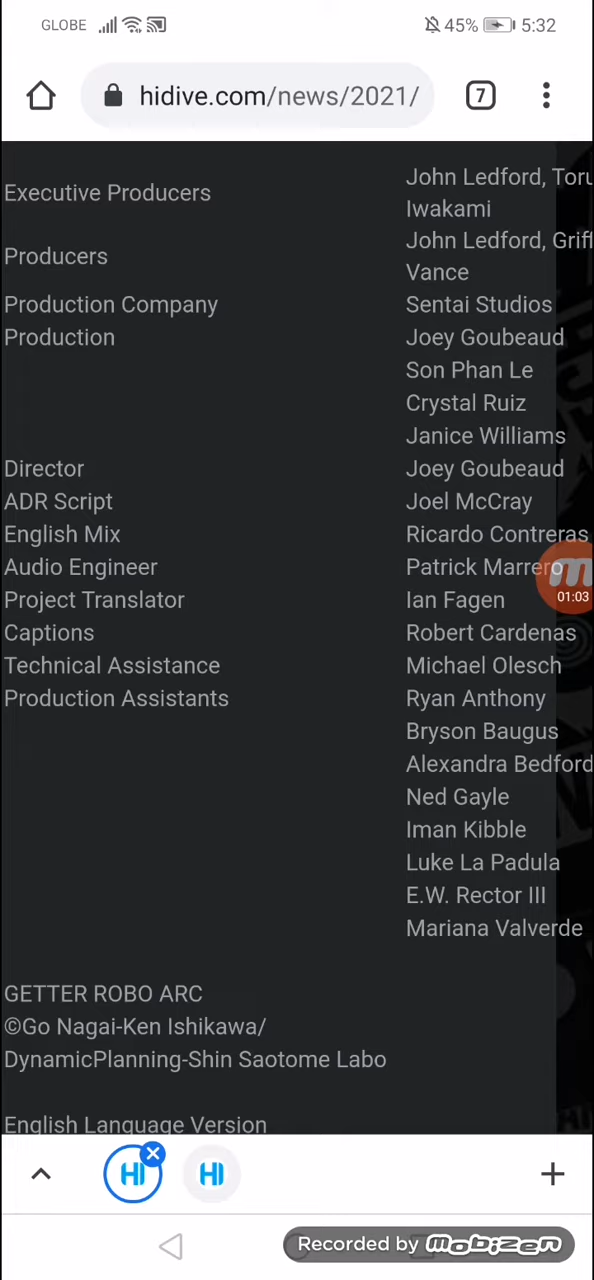 GLOBE 45% 5:32
hidive.com/news/2021/ 7
Executive Producers John Ledford, Toru
Iwakami
Producers John Ledford, Griff
Vance
Production Company Sentai Studios
Production Joey Goubeaud
Son Phan Le
Crystal Ruiz
Janice Williams
Director Joey Goubeaud
ADR Script Joel McCray
English Mix Ricardo Contreras
Audio Engineer Patrick Marrero
01:03
Project Translator Ian Fagen
Captions Robert Cardenas
Technical Assistance Michael Olesch
Production Assistants Ryan Anthony
Bryson Baugus
Alexandra Bedford
Ned Gayle
Iman Kibble
Luke La Padula
E.W. Rector III
Mariana Valverde
GETTER ROBO ARC
©Go Nagai-Ken Ishikawa/
DynamicPlanning-Shin Saotome Labo
English Language Version
HI HI
Recorded by mobizen